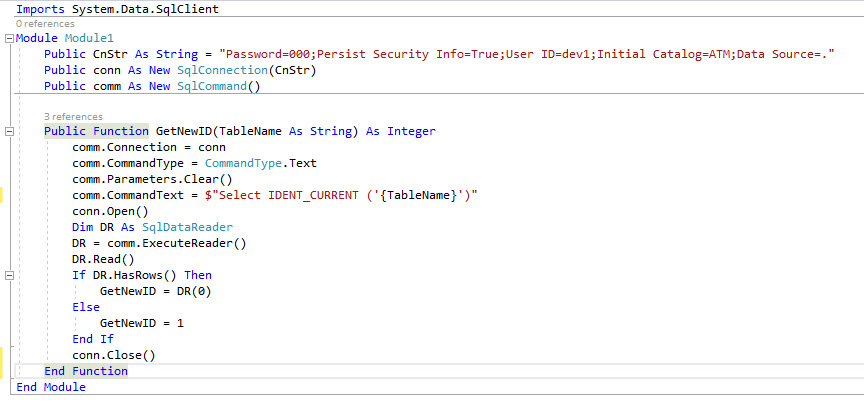 Imports System.Data.SqlClient
0 references
Module Module1
Public CnStr As String = "Password=000;Persist Security Info=True;User ID=dev1;Initial Catalog=ATM;Data Source=."
Public conn As New SqlConnection(CnStr)
Public comm As New SqlCommand()
3 references
Public Function GetNewID(TableName As String) As Integer
comm.Connection = conn
comm.CommandType = CommandType.Text
comm.Parameters.Clear()
comm.CommandText = $"Select IDENT_CURRENT ('{TableName}')"
conn.Open()
Dim DR As SqlDataReader
DR = comm.ExecuteReader()
DR.Read()
If DR.HasRows() Then
GetNewID = DR(0)
Else
GetNewID = 1
End If
conn.Close()
End Function
End Module